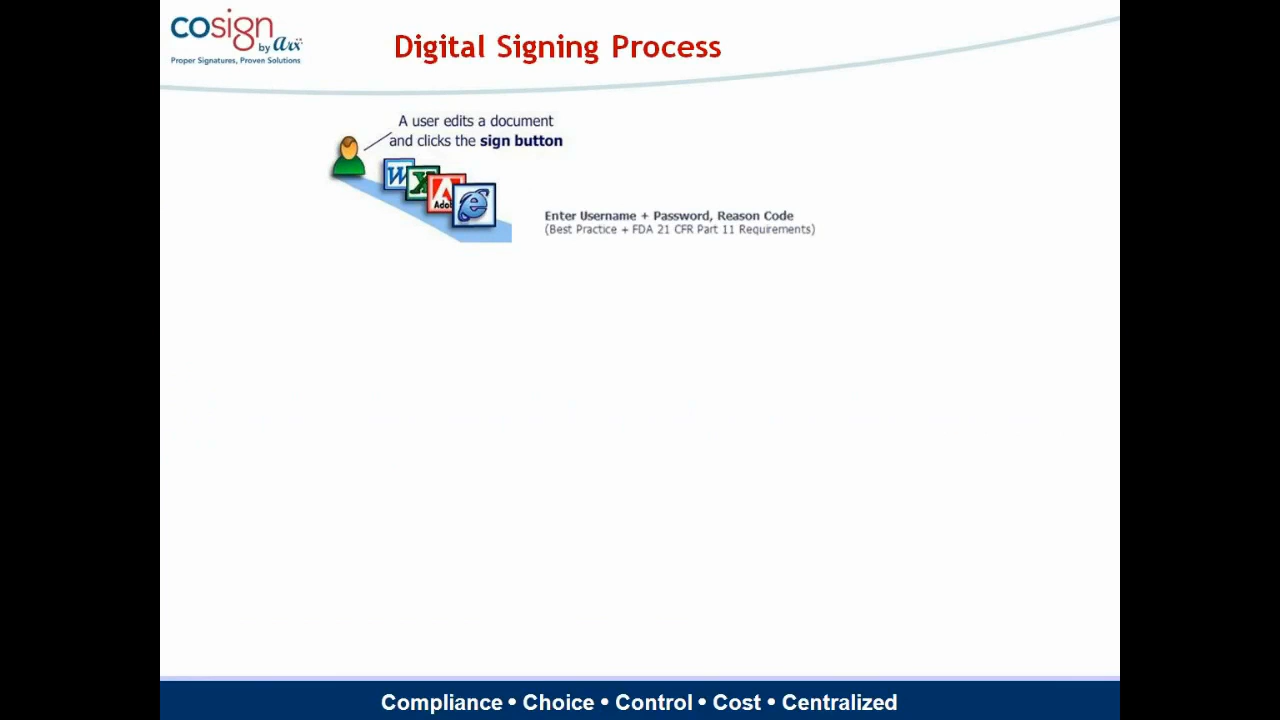 cosign
by arx
Proper Signatures, Proven Solutions
Digital Signing Process
A user edits a document
and clicks the sign button
W
X
Adob
e
Enter Username + Password, Reason Code
(Best Practice + FDA 21 CFR Part 11 Requirements)
Compliance • Choice • Control • Cost • Centralized